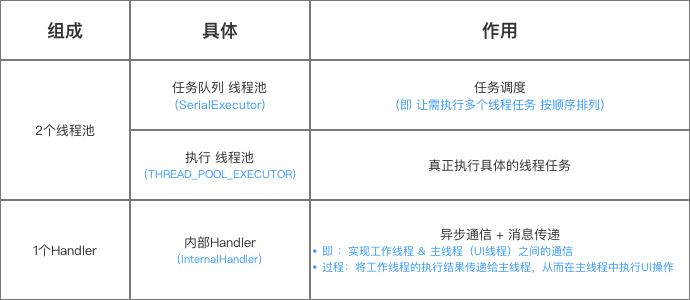 组成 具体 作用
2个线程池
任务队列 线程池
（SerialExecutor）
任务调度
（即 让需执行多个线程任务 按顺序排列）
执行 线程池
（THREAD_POOL_EXECUTOR）
真正执行具体的线程任务
1个Handler
内部Handler
（InternalHandler）
异步通信 + 消息传递
• 即 ：实现工作线程 & 主线程（UI线程）之间的通信
• 过程：将工作线程的执行结果传递给主线程，从而在主线程中执行UI操作